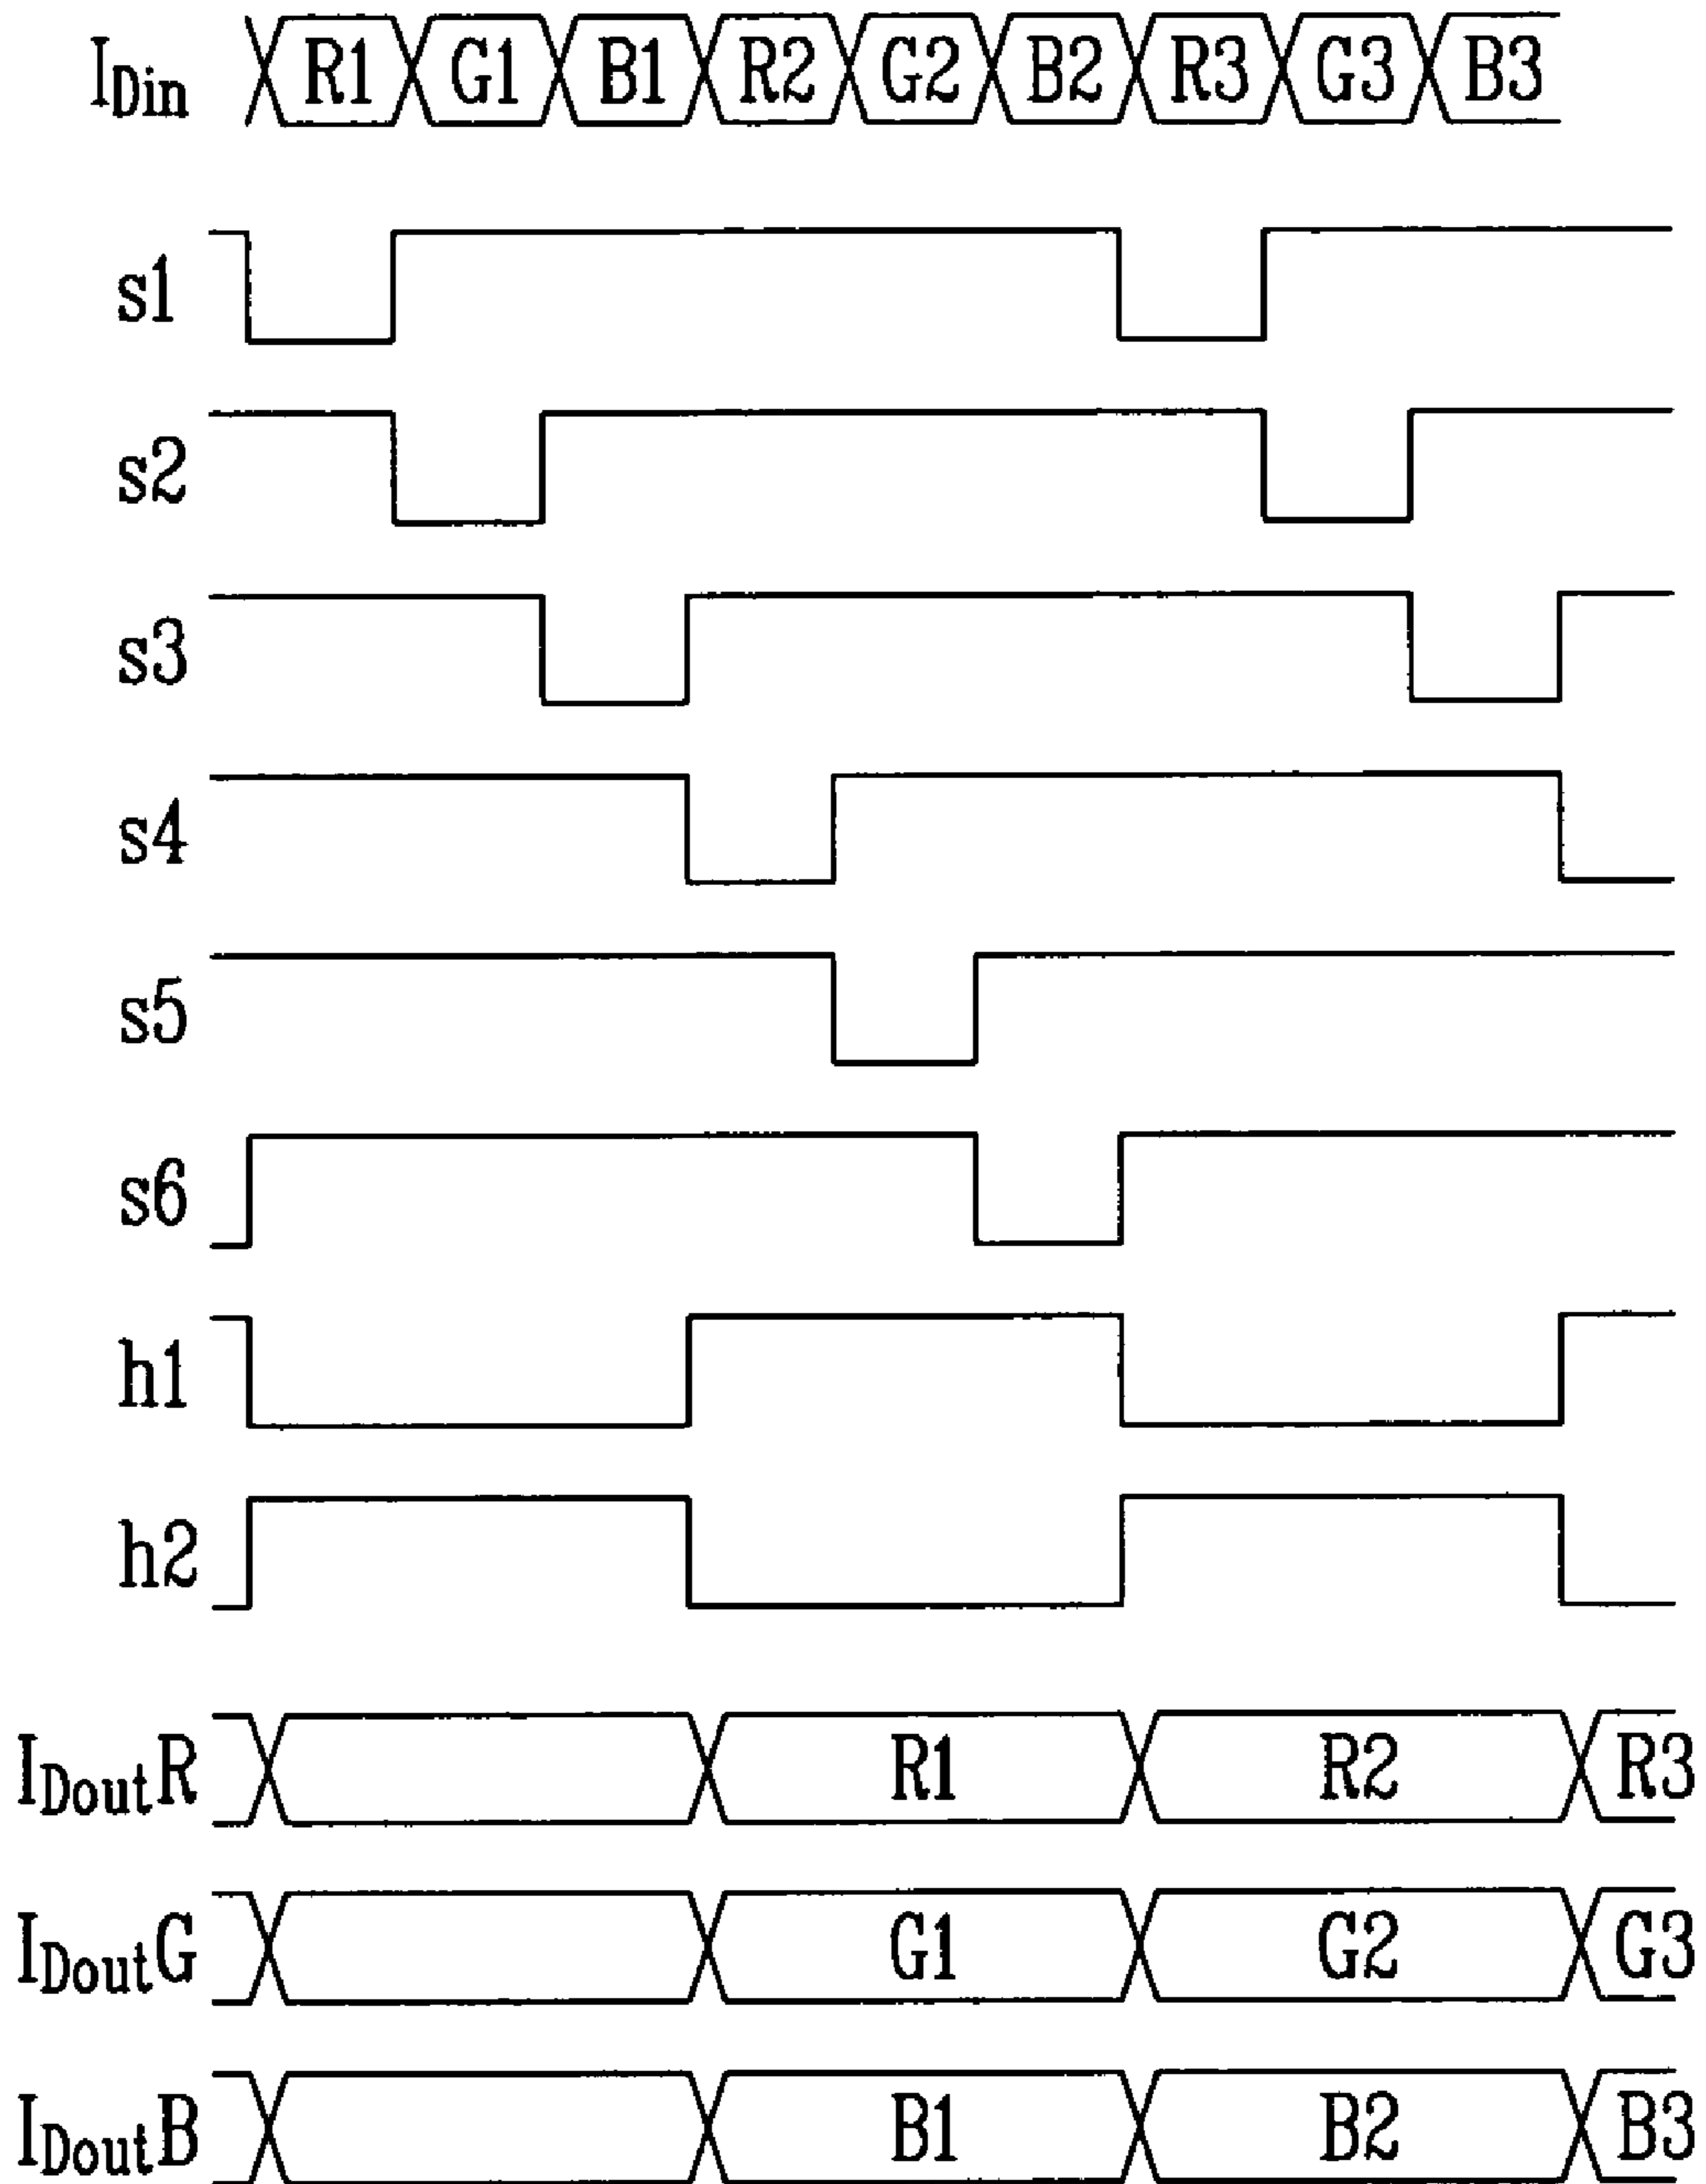 IDin R1 G1 B1 R2 G2 B2 R3 G3 B3
s1
s2
s3
s4
s5
s6
h1
h2
IDoutR R1 R2 R3
IDoutG G1 G2 G3
IDoutB B1 B2 B3